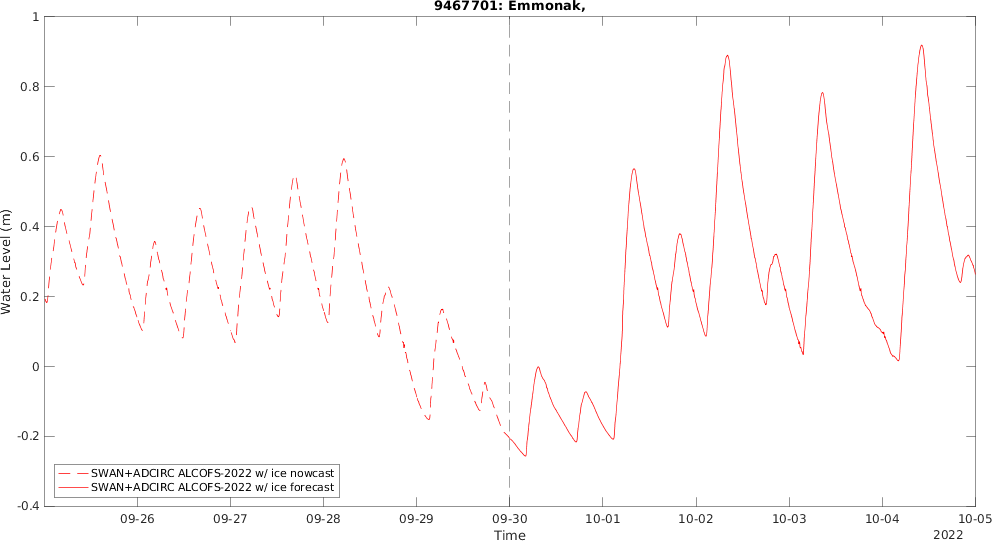 9467701: Emmonak,
Water Level (m)
1
0.8
0.6
0.4
0.2
0
-0.2
-0.4
SWAN+ADCIRC ALCOFS-2022 w/ ice nowcast
SWAN+ADCIRC ALCOFS-2022 w/ ice forecast
09-26 09-27 09-28 09-29 09-30 10-01 10-02 10-03 10-04 10-05
Time
2022